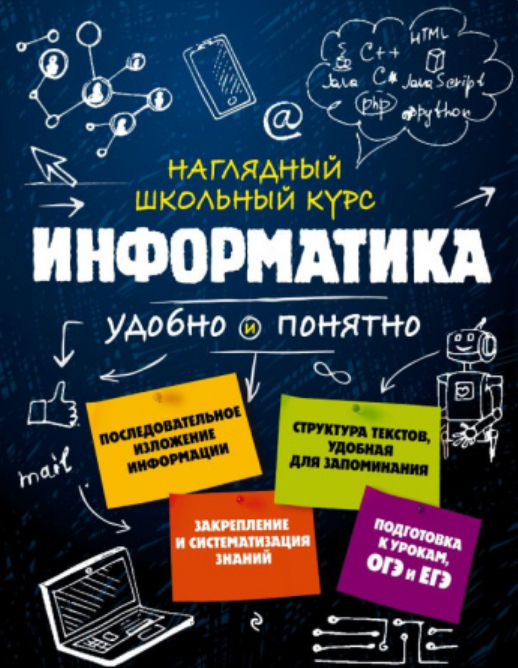 HTML
C++
Java C# JavaScript
php python
@
НАГЛЯДНЫЙ
ШКОЛЬНЫЙ КУРС
ИНФОРМАТИКА
УДОБНО И ПОНЯТНО
ПОСЛЕДОВАТЕЛЬНОЕ
ИЗЛОЖЕНИЕ
ИНФОРМАЦИИ
СТРУКТУРА ТЕКСТОВ,
УДОБНАЯ
ДЛЯ ЗАПОМИНАНИЯ
mail
ЗАКРЕПЛЕНИЕ
И СИСТЕМАТИЗАЦИЯ
ЗНАНИЙ
ПОДГОТОВКА
К УРОКАМ,
ОГЭ и ЕГЭ